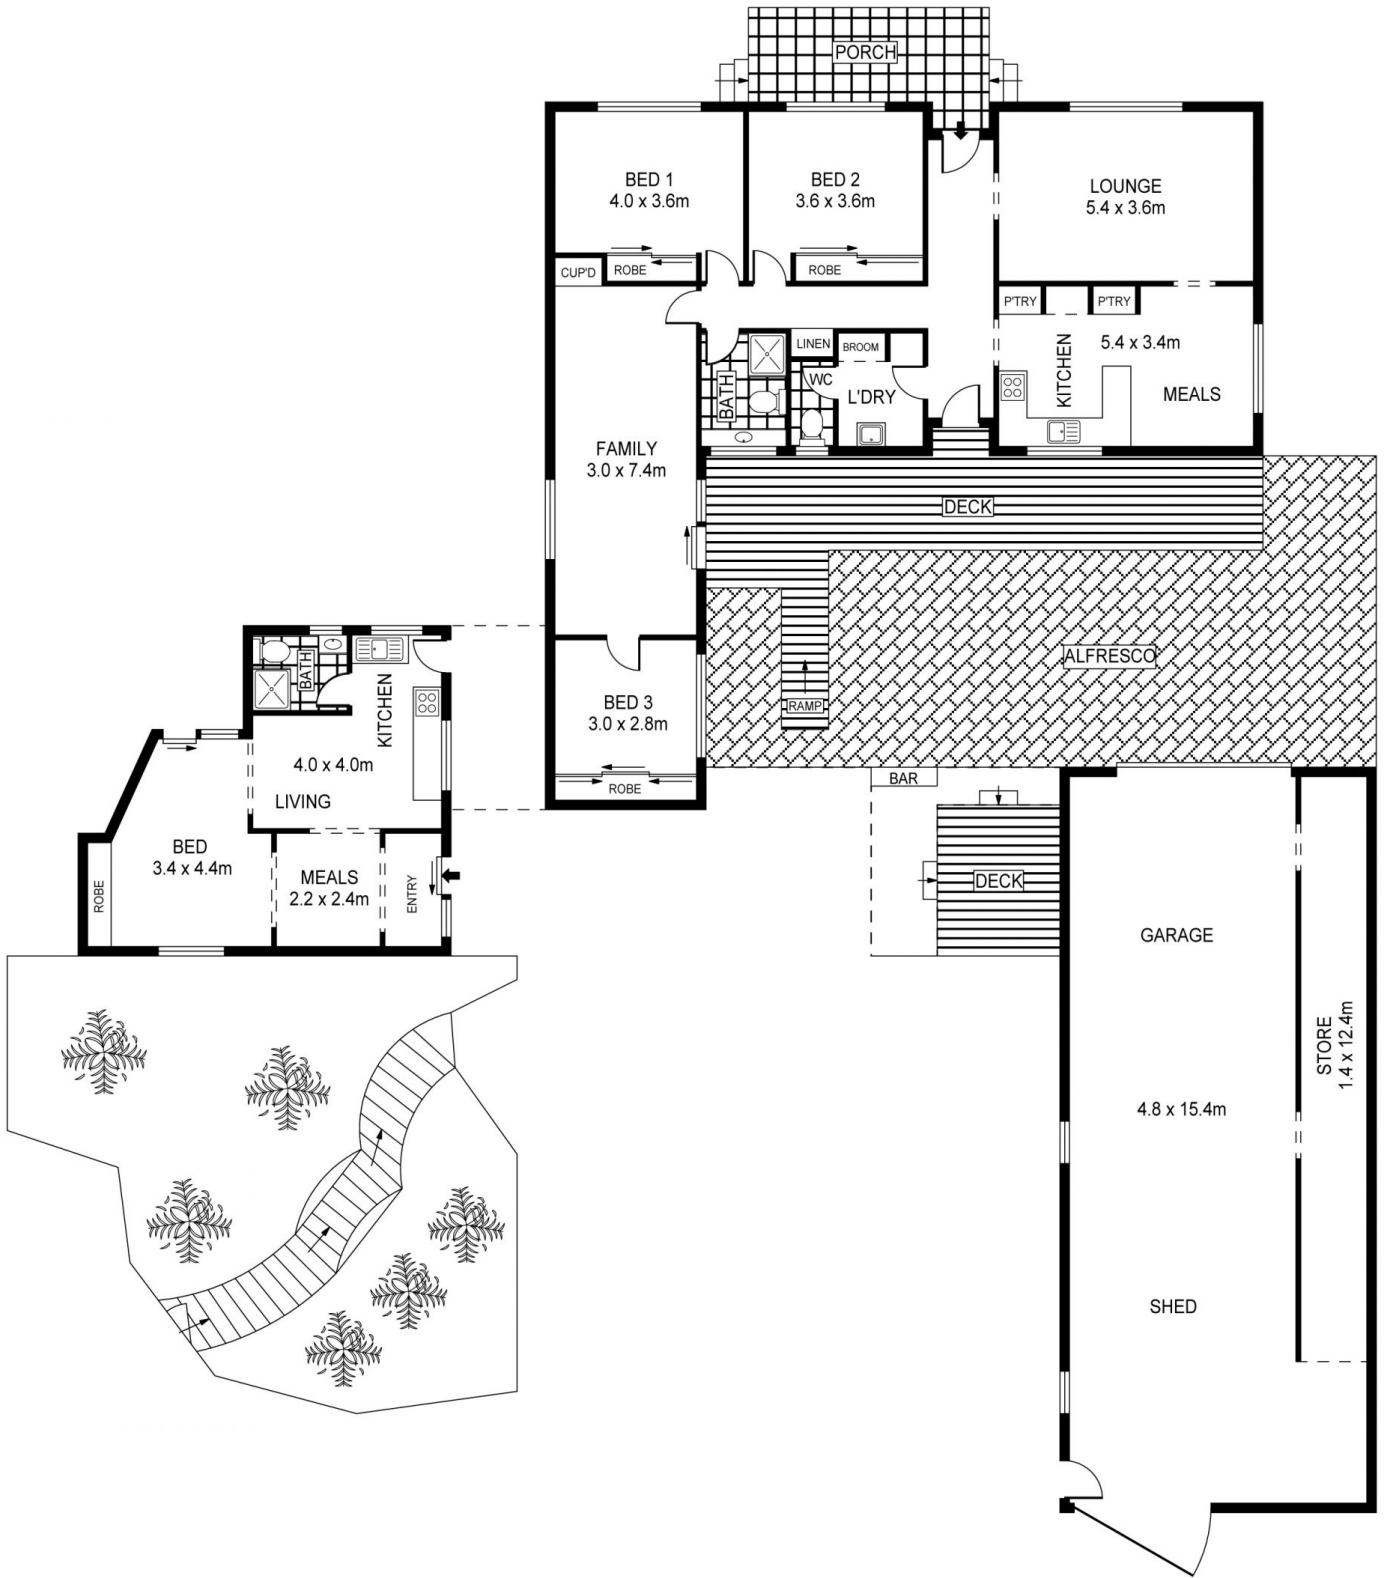 PORCH
BED 1
4.0 x 3.6m
BED 2
3.6 x 3.6m
LOUNGE
5.4 x 3.6m
CUP'D
ROBE
ROBE
P'TRY
P'TRY
KITCHEN
5.4 x 3.4m
MEALS
LINEN
BROOM
BATH
WC
L'DRY
FAMILY
3.0 x 7.4m
DECK
ALFRESCO
RAMP
BED 3
3.0 x 2.8m
ROBE
BATH
KITCHEN
4.0 x 4.0m
LIVING
BED
3.4 x 4.4m
ROBE
MEALS
2.2 x 2.4m
ENTRY
BAR
DECK
GARAGE
STORE
1.4 x 12.4m
4.8 x 15.4m
SHED